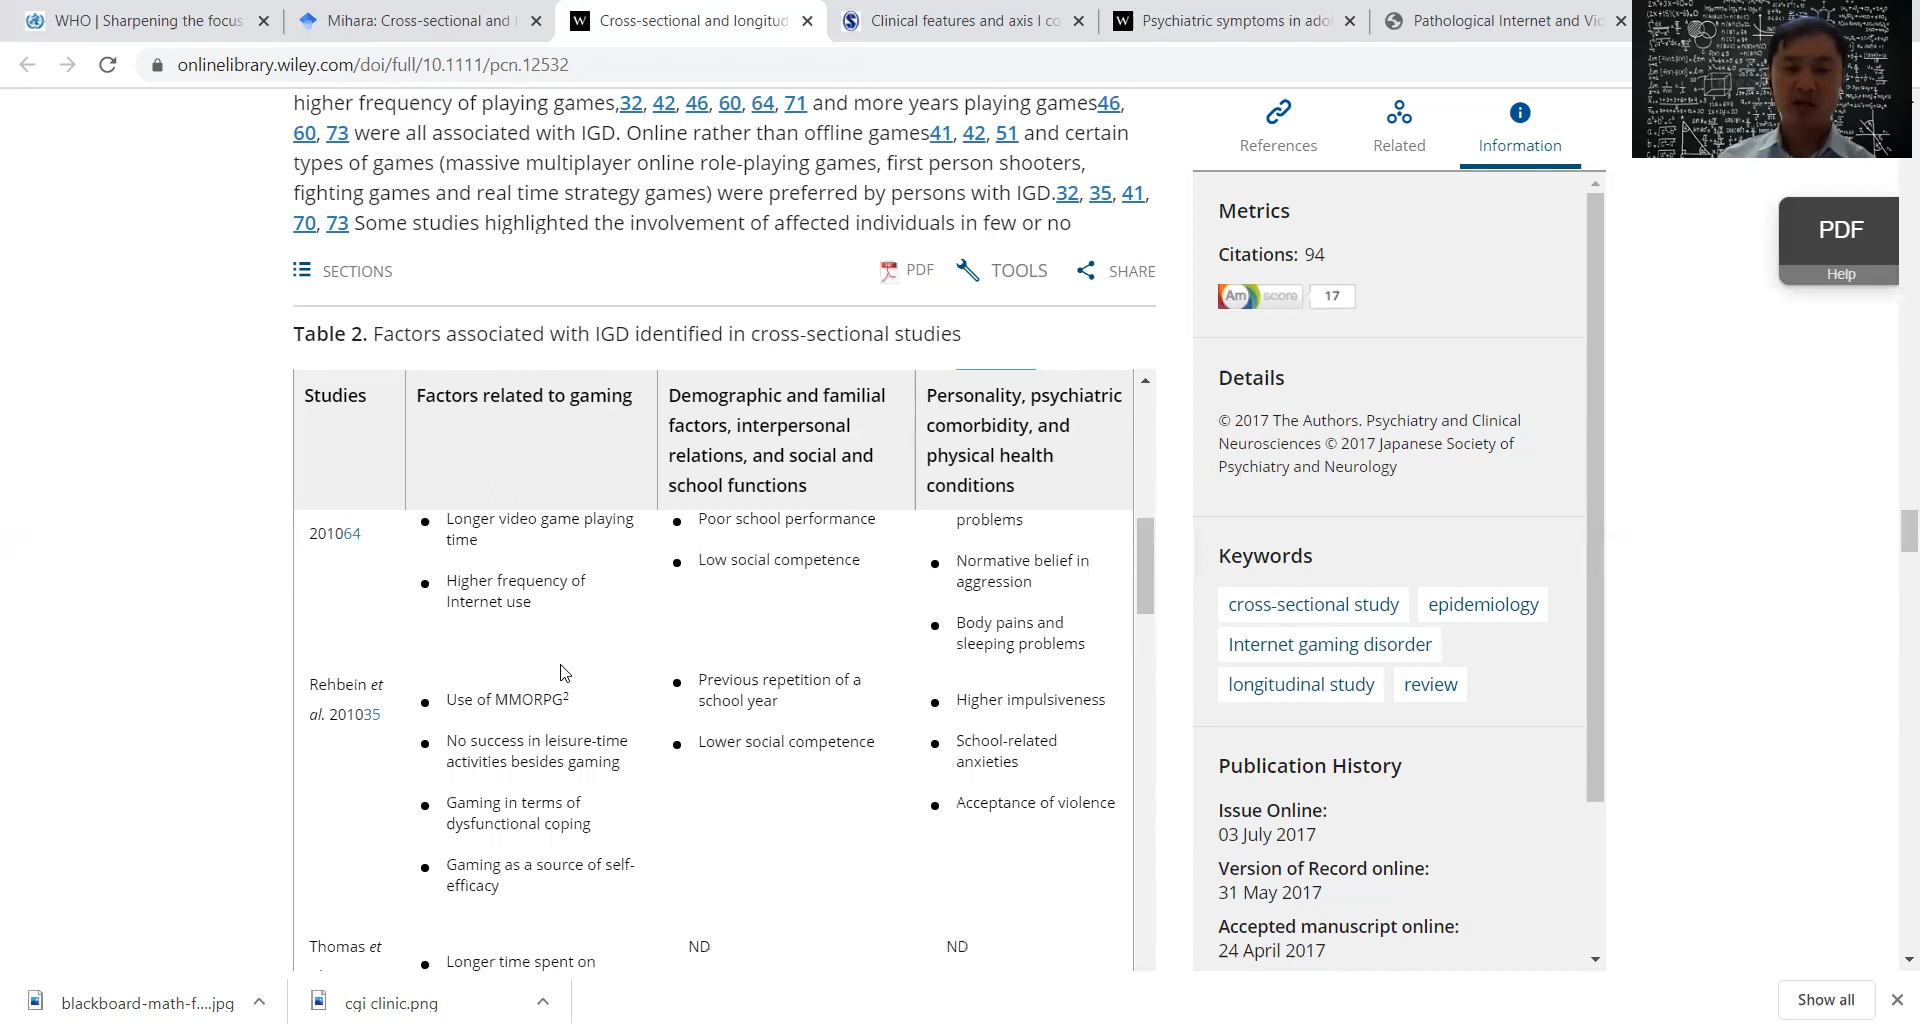 WHO | Sharpening the focus
Mihara: Cross-sectional and l
Cross-sectional and longitud
Clinical features and axis I co
Psychiatric symptoms in adol
Pathological Internet and Vid
onlinelibrary.wiley.com/doi/full/10.1111/pcn.12532
higher frequency of playing games,32, 42, 46, 60, 64, 71 and more years playing games46,
60, 73 were all associated with IGD. Online rather than offline games41, 42, 51 and certain
types of games (massive multiplayer online role-playing games, first person shooters,
fighting games and real time strategy games) were preferred by persons with IGD.32, 35, 41,
70, 73 Some studies highlighted the involvement of affected individuals in few or no
SECTIONS
PDF
TOOLS
SHARE
Table 2. Factors associated with IGD identified in cross-sectional studies
Studies
Factors related to gaming
Demographic and familial
factors, interpersonal
relations, and social and
school functions
Personality, psychiatric
comorbidity, and
physical health
conditions
201064
Longer video game playing
time
Higher frequency of
Internet use
Poor school performance
Low social competence
problems
Normative belief in
aggression
Body pains and
sleeping problems
Rehbein et
al. 201035
Use of MMORPG2
No success in leisure-time
activities besides gaming
Gaming in terms of
dysfunctional coping
Gaming as a source of self-
efficacy
Previous repetition of a
school year
Lower social competence
Higher impulsiveness
School-related
anxieties
Acceptance of violence
Thomas et
Longer time spent on
ND
ND
References
Related
Information
Metrics
Citations: 94
Am score 17
Details
© 2017 The Authors. Psychiatry and Clinical
Neurosciences © 2017 Japanese Society of
Psychiatry and Neurology
Keywords
cross-sectional study
epidemiology
Internet gaming disorder
longitudinal study
review
Publication History
Issue Online:
03 July 2017
Version of Record online:
31 May 2017
Accepted manuscript online:
24 April 2017
PDF
Help
blackboard-math-f....jpg
cgi clinic.png
Show all